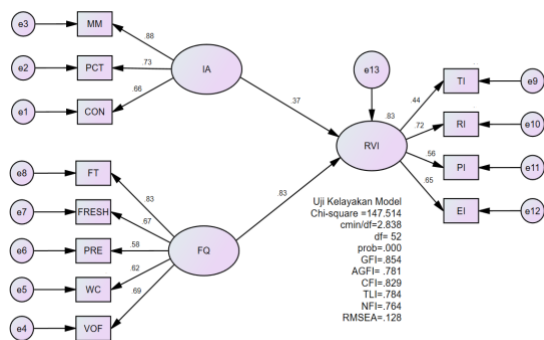 e3
MM
.88
e2
PCT
.73
IA
e1
CON
.66
.37
e13
.83
RVI
.44
TI
e9
.72
RI
e10
.56
PI
e11
.65
EI
e12
e8
FT
.83
e7
FRESH
.67
.83
e6
PRE
.58
FQ
e5
WC
.82
e4
VOF
.69
Uji Kelayakan Model
Chi-square =147.514
cmin/df=2.838
df= 52
prob=.000
GFI=.854
AGFI= .781
CFI=.829
TLI=.784
NFI=.764
RMSEA=.128